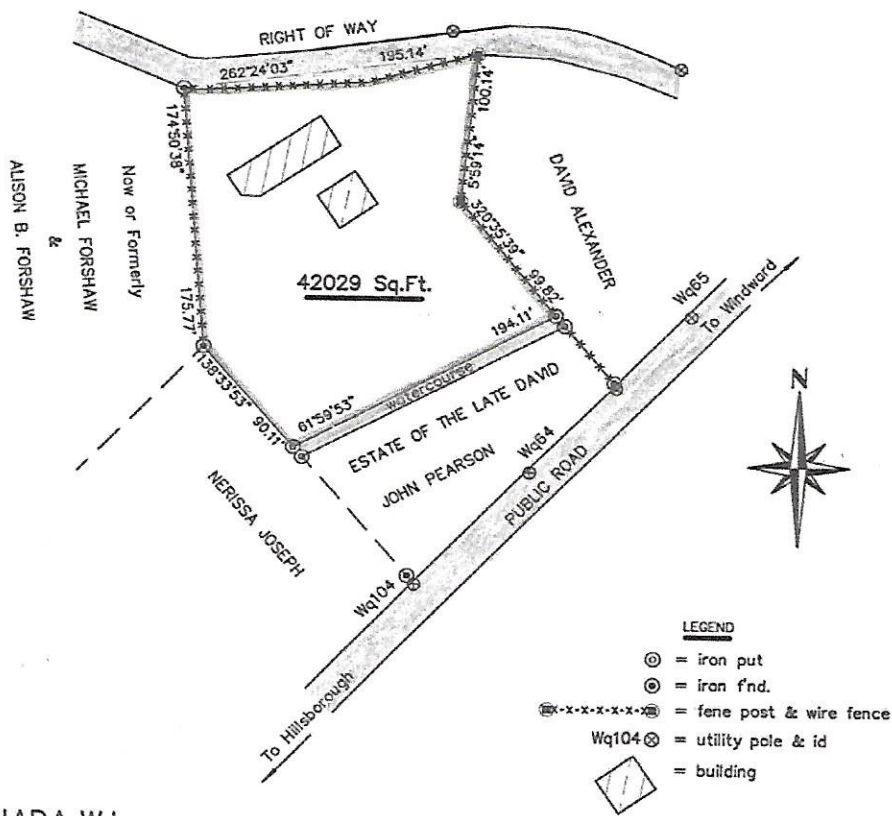 RIGHT OF WAY
262°24'03"
195.14'
174°50'38"
175.77'
100.14'
5°59'14"
320°35'39"
99.82'
DAVID ALEXANDER
Now or Formerly
MICHAEL FORSHAW
&
ALISON B. FORSHAW
42029 Sq.Ft.
194.11'
61°59'53"
watercourse
138°33'53"
90.11'
ESTATE OF THE LATE DAVID
JOHN PEARSON
NERISSA JOSEPH
Wq65
To Windward
Wq64
PUBLIC ROAD
Wq104
To Hillsborough
N
LEGEND
= iron put
= iron f'nd.
= fene post & wire fence
Wq104 = utility pole & id
= building